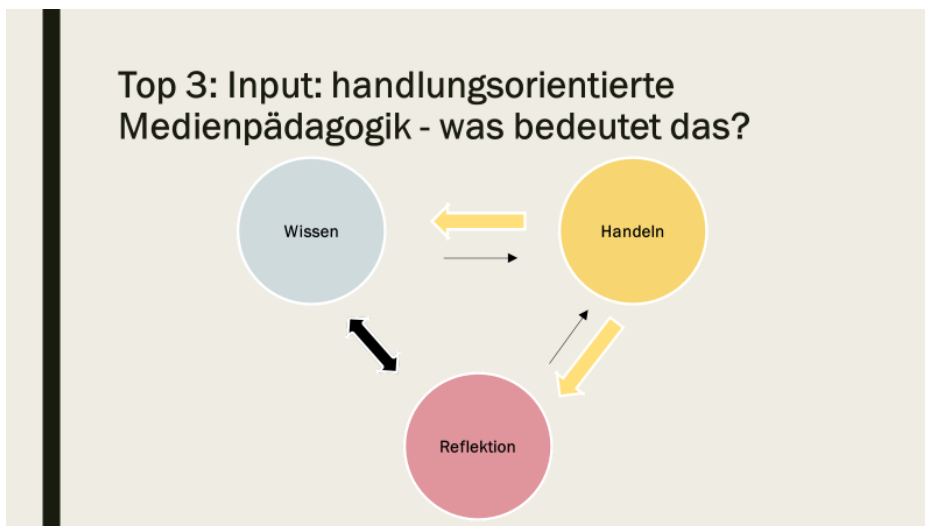 Top 3: Input: handlungsorientierte
Medienpädagogik - was bedeutet das?
Wissen
Handeln
Reflektion